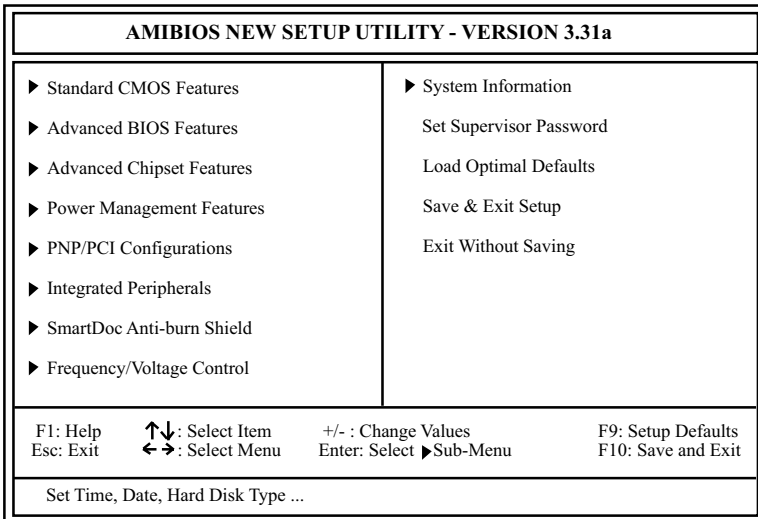 AMIBIOS NEW SETUP UTILITY - VERSION 3.31a
▶ Standard CMOS Features
▶ Advanced BIOS Features
▶ Advanced Chipset Features
▶ Power Management Features
▶ PNP/PCI Configurations
▶ Integrated Peripherals
▶ SmartDoc Anti-burn Shield
▶ Frequency/Voltage Control
▶ System Information
Set Supervisor Password
Load Optimal Defaults
Save & Exit Setup
Exit Without Saving
F1: Help ↑↓: Select Item +/- : Change Values F9: Setup Defaults
Esc: Exit ←→: Select Menu Enter: Select ▶Sub-Menu F10: Save and Exit
Set Time, Date, Hard Disk Type ...